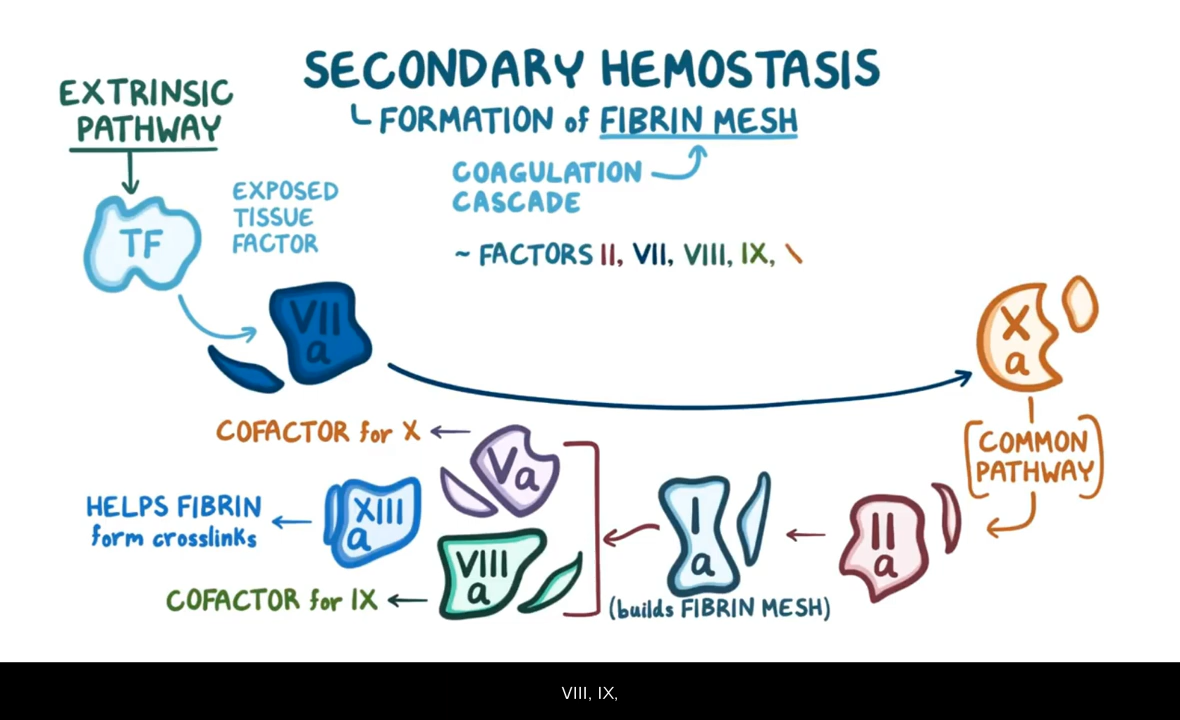 SECONDARY HEMOSTASIS
FORMATION of FIBRIN MESH
COAGULATION
CASCADE
~ FACTORS II, VII, VIII, IX,
EXTRINSIC
PATHWAY
TF
EXPOSED
TISSUE
FACTOR
VII
a
X
a
COMMON
PATHWAY
II
a
I
a
(builds FIBRIN MESH)
Va
COFACTOR for X
XIII
a
HELPS FIBRIN
form crosslinks
VIII
a
COFACTOR for IX
VIII, IX,